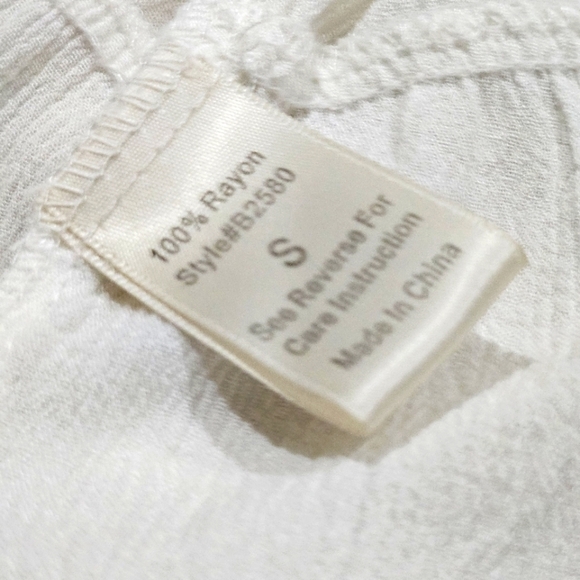 100% Rayon
Style#B2580
S
See Reverse For
Care Instruction
Made In China